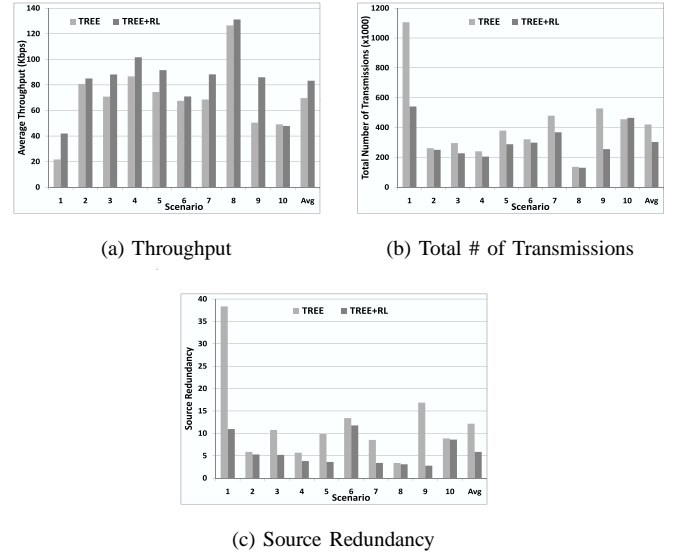 140
120
100
80
60
40
20
0
Average Throughput (Kbps)
TREE TREE+RL
1 2 3 4 5 6 7 8 9 10 Avg
Scenario
(a) Throughput
1200
1000
800
600
400
200
0
Total Number of Transmissions (x1000)
TREE TREE+RL
1 2 3 4 5 6 7 8 9 10 Avg
Scenario
(b) Total # of Transmissions
40
35
30
25
20
15
10
5
0
Source Redundancy
TREE TREE+RL
1 2 3 4 5 6 7 8 9 10 Avg
Scenario
(c) Source Redundancy